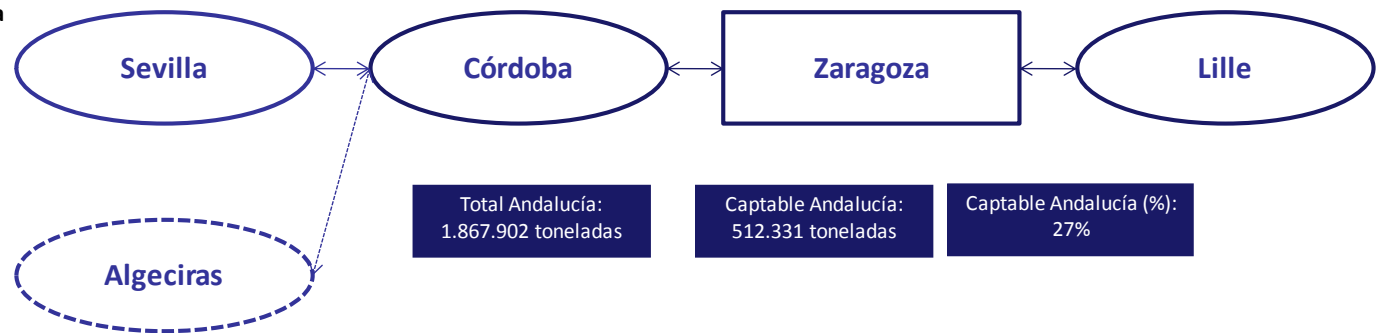 a
Sevilla
Córdoba
Zaragoza
Lille
Total Andalucía:
1.867.902 toneladas
Captable Andalucía:
512.331 toneladas
Captable Andalucía (%):
27%
Algeciras